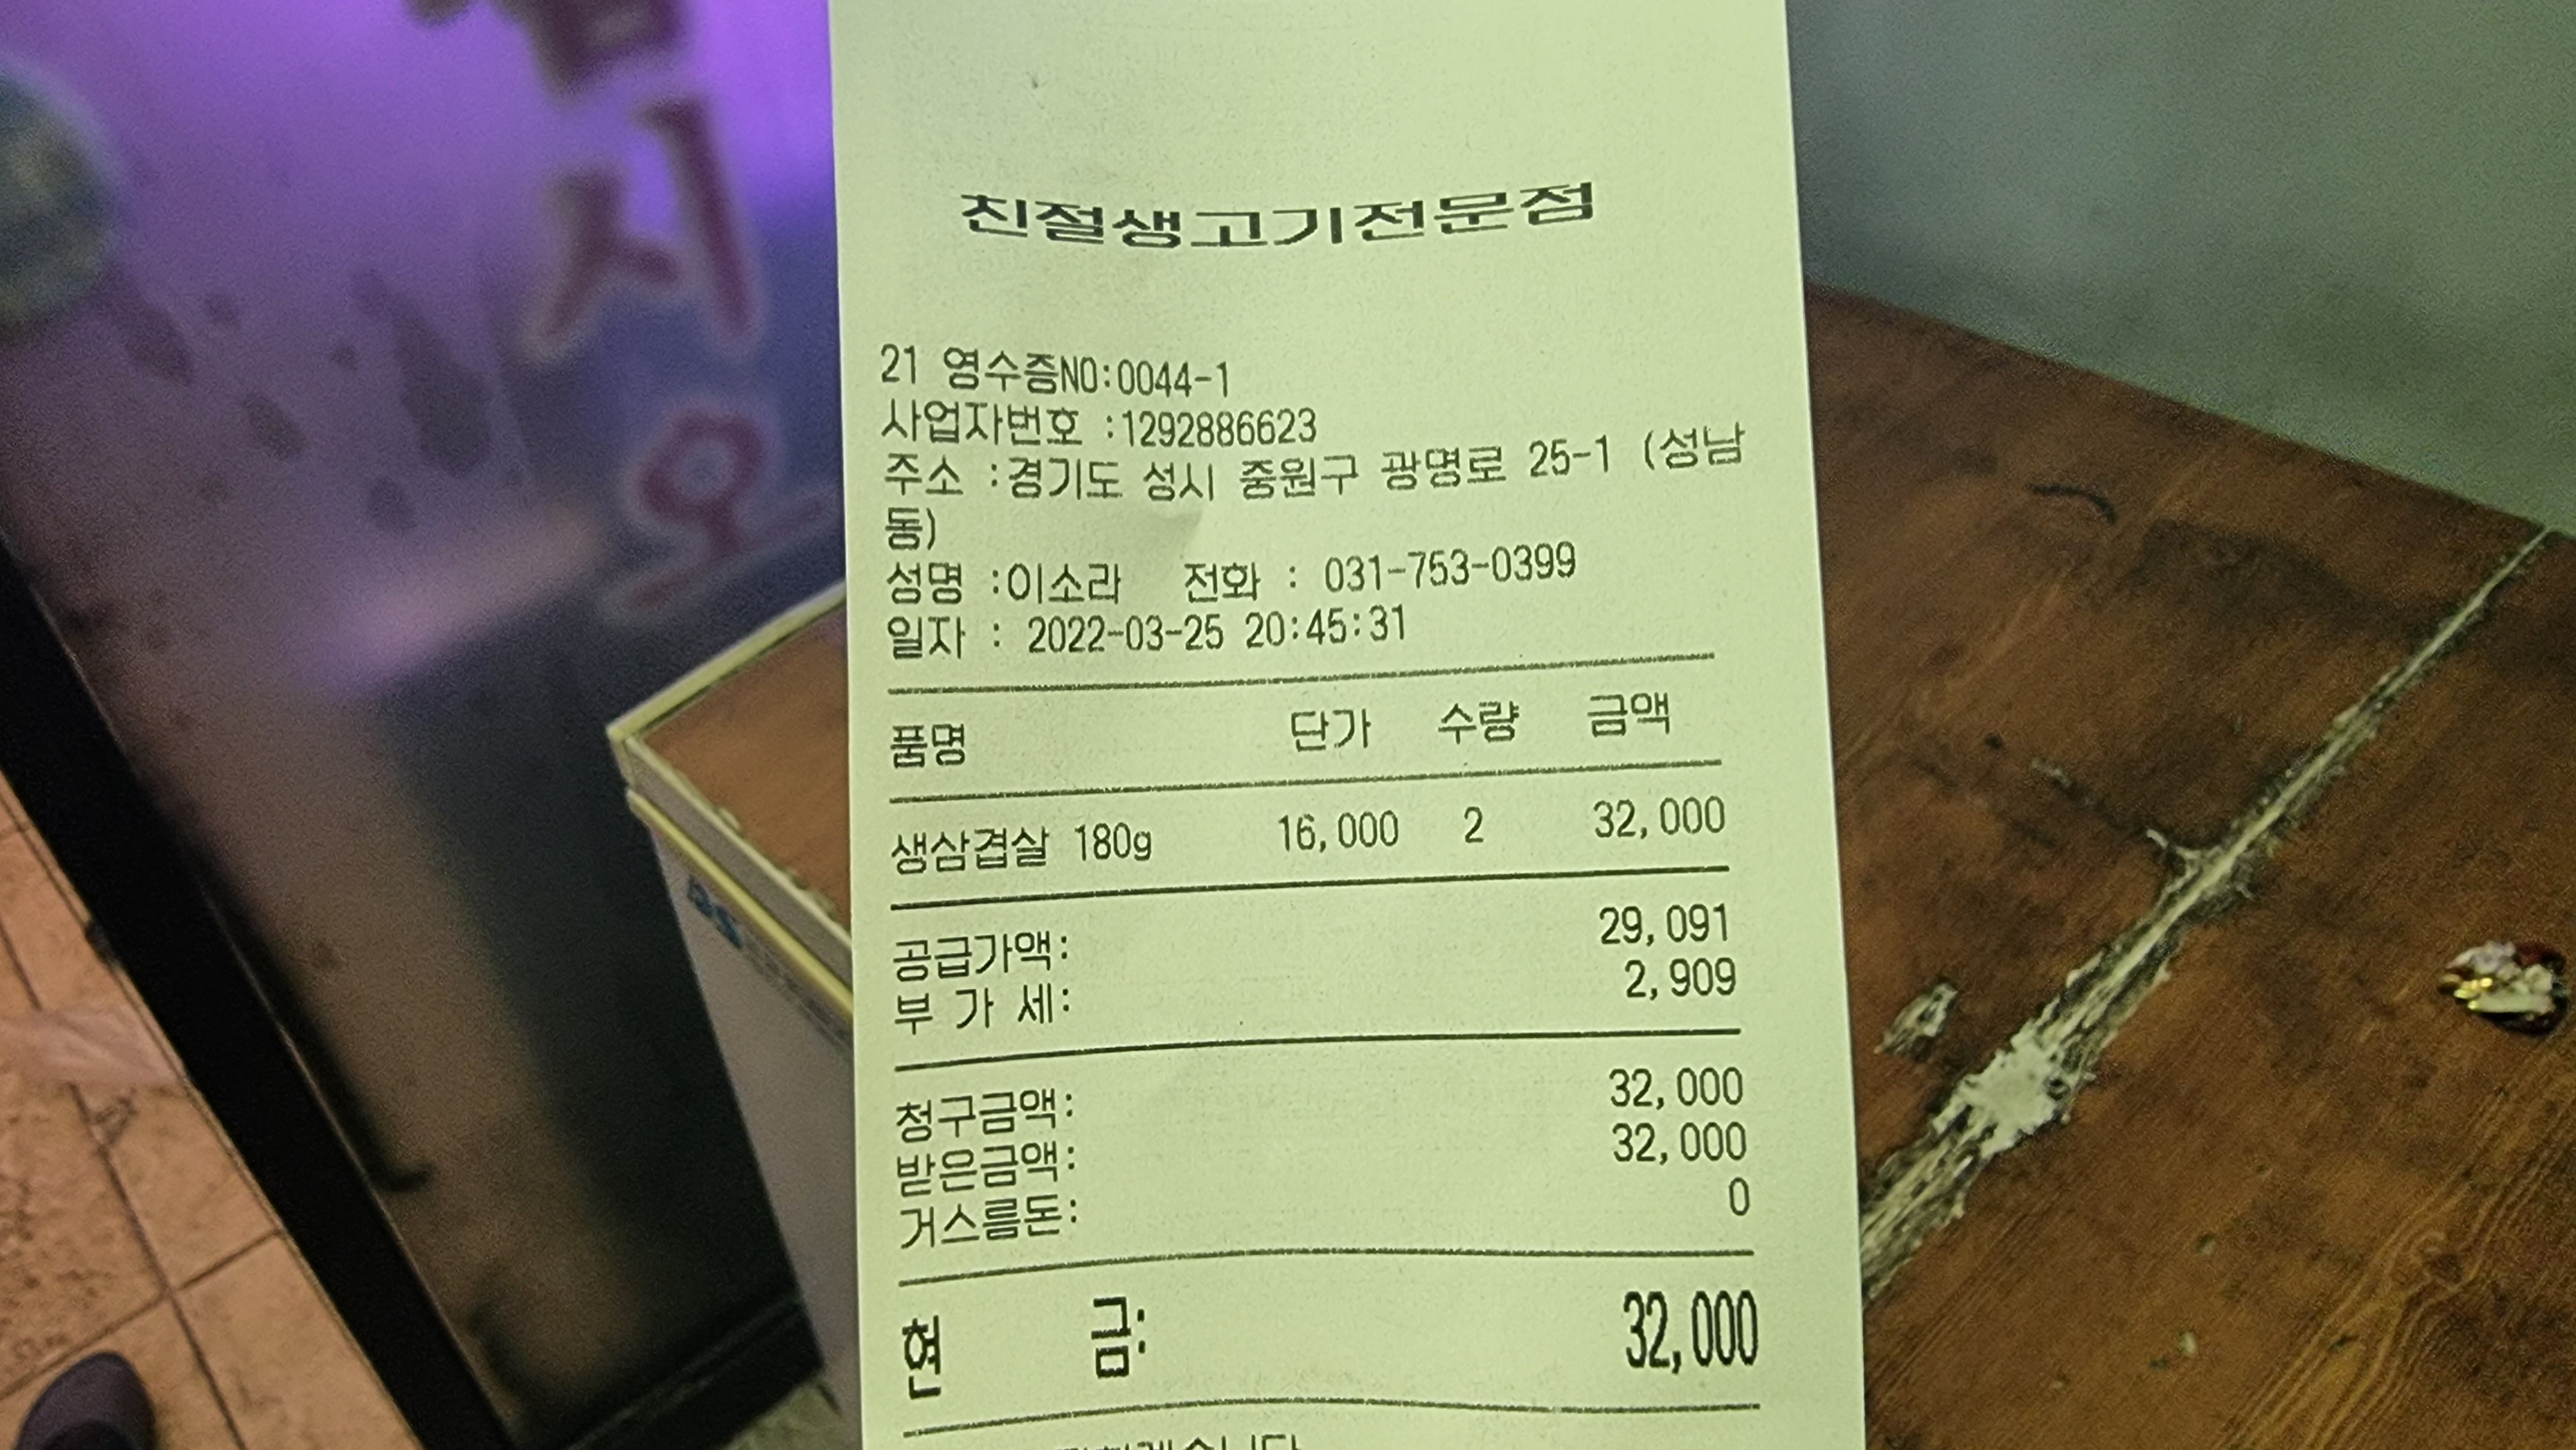 시
오
친절생고기전문점
21 영수증NO:0044-1
사업자번호 :1292886623
주소 :경기도 성시 중원구 광명로 25-1 (성남
동)
성명 :이소라 전화 : 031-753-0399
일자 : 2022-03-25 20:45:31
품명 단가 수량 금액
생삼겹살 180g 16,000 2 32,000
공급가액: 29,091
부 가 세: 2,909
청구금액: 32,000
받은금액: 32,000
거스름돈: 0
현 금: 32,000